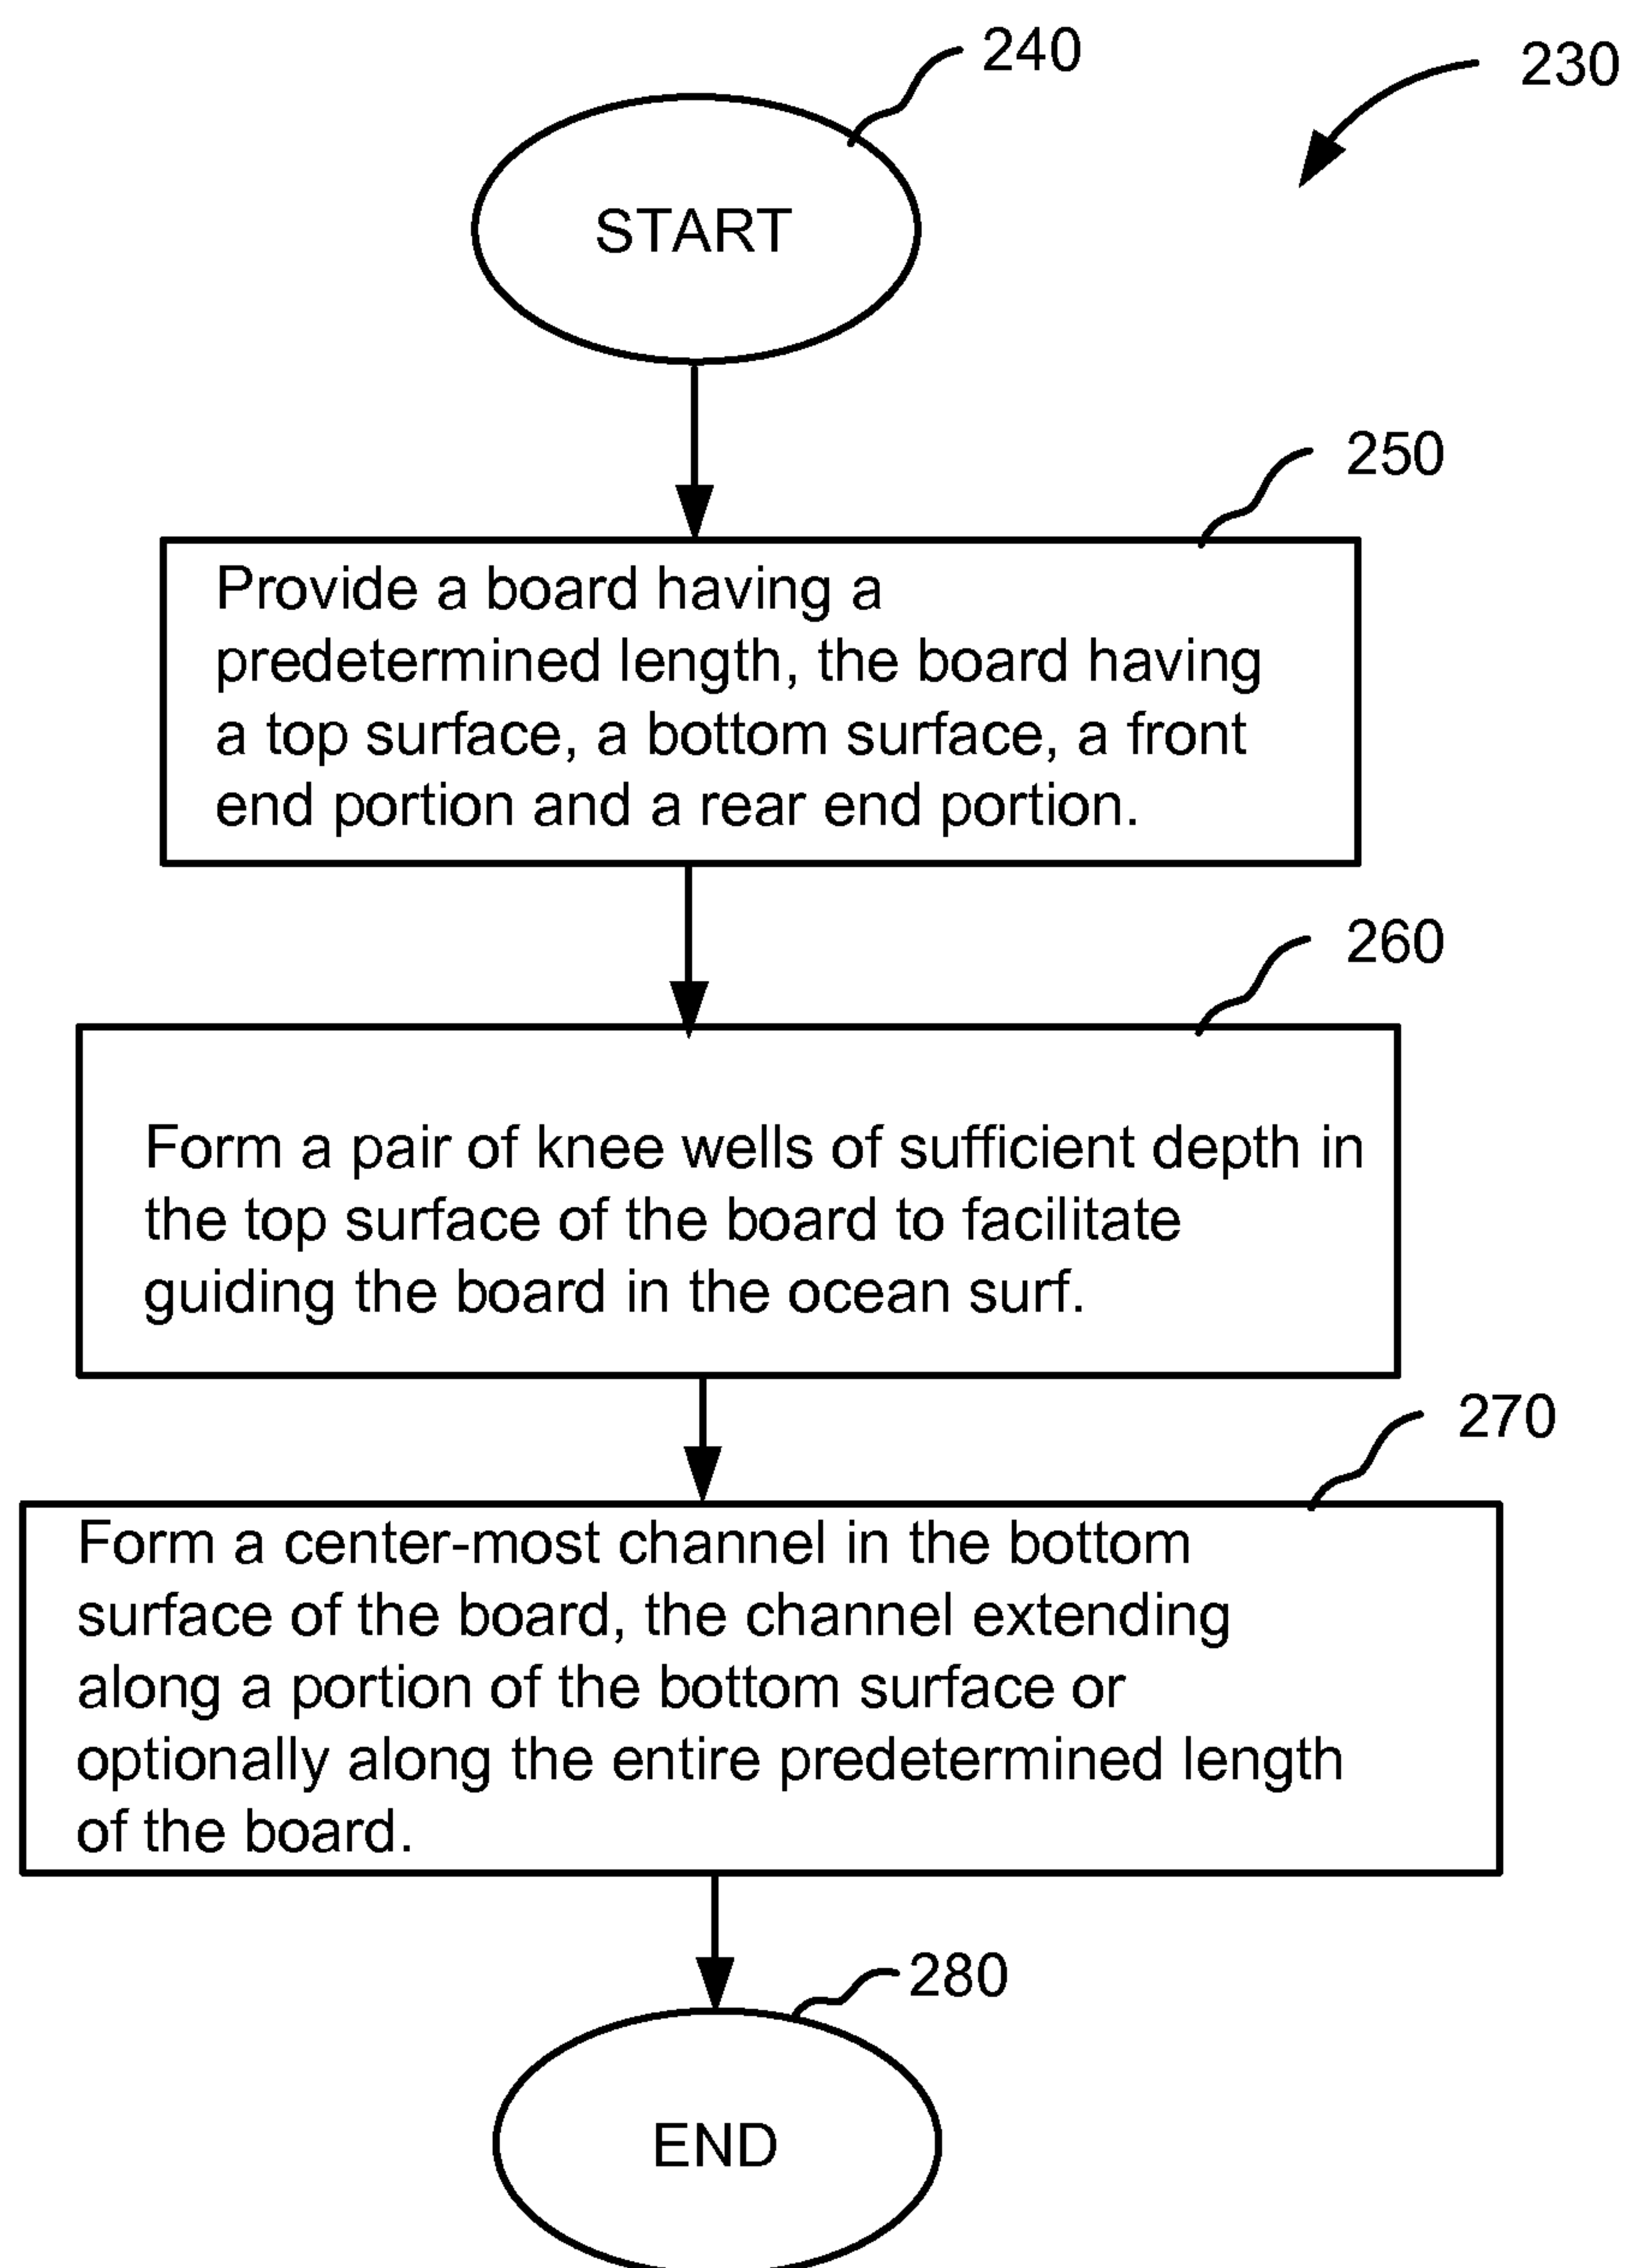 240
230
START
250
Provide a board having a
predetermined length, the board having
a top surface, a bottom surface, a front
end portion and a rear end portion.
260
Form a pair of knee wells of sufficient depth in
the top surface of the board to facilitate
guiding the board in the ocean surf.
270
Form a center-most channel in the bottom
surface of the board, the channel extending
along a portion of the bottom surface or
optionally along the entire predetermined length
of the board.
280
END